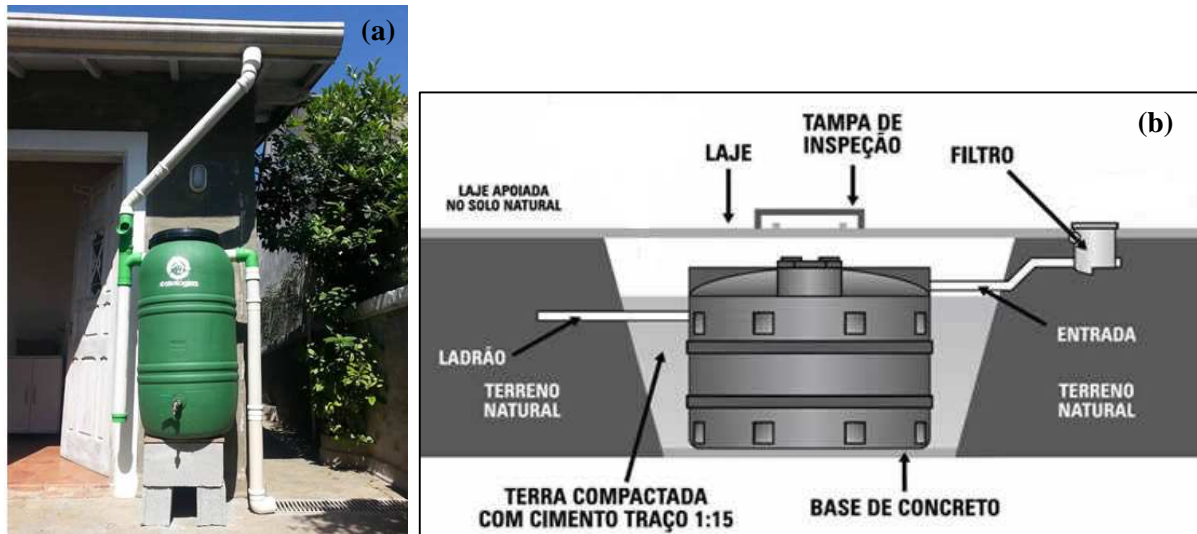 (a)
(b)
TAMPA DE
INSPEÇÃO
LAJE
FILTRO
LAJE APOIADA
NO SOLO NATURAL
ENTRADA
LADRÃO
TERRENO
NATURAL
TERRENO
NATURAL
TERRA COMPACTADA
COM CIMENTO TRAÇO 1:15
BASE DE CONCRETO